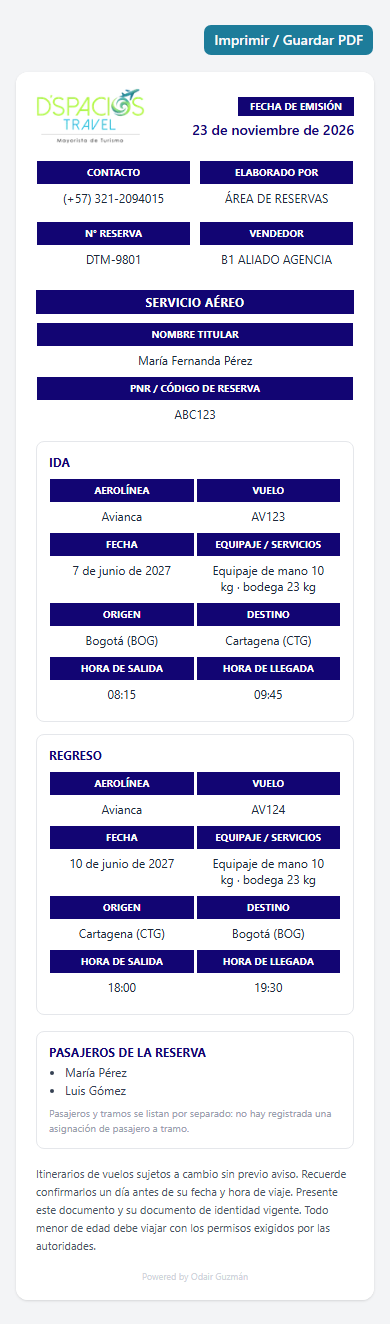 Imprimir / Guardar PDF
D'SPACIOS
TRAVEL
Mayorista de Turismo
FECHA DE EMISIÓN
23 de noviembre de 2026
CONTACTO
ELABORADO POR
(+57) 321-2094015
ÁREA DE RESERVAS
N° RESERVA
VENDEDOR
DTM-9801
B1 ALIADO AGENCIA
SERVICIO AÉREO
NOMBRE TITULAR
María Fernanda Pérez
PNR / CÓDIGO DE RESERVA
ABC123
IDA
AEROLÍNEA
VUELO
Avianca
AV123
FECHA
EQUIPAJE / SERVICIOS
7 de junio de 2027
Equipaje de mano 10
kg · bodega 23 kg
ORIGEN
DESTINO
Bogotá (BOG)
Cartagena (CTG)
HORA DE SALIDA
HORA DE LLEGADA
08:15
09:45
REGRESO
AEROLÍNEA
VUELO
Avianca
AV124
FECHA
EQUIPAJE / SERVICIOS
10 de junio de 2027
Equipaje de mano 10
kg · bodega 23 kg
ORIGEN
DESTINO
Cartagena (CTG)
Bogotá (BOG)
HORA DE SALIDA
HORA DE LLEGADA
18:00
19:30
PASAJEROS DE LA RESERVA
• María Pérez
• Luis Gómez
Pasajeros y tramos se listan por separado: no hay registrada una
asignación de pasajero a tramo.
Itinerarios de vuelos sujetos a cambio sin previo aviso. Recuerde
confirmarlos un día antes de su fecha y hora de viaje. Presente
este documento y su documento de identidad vigente. Todo
menor de edad debe viajar con los permisos exigidos por las
autoridades.
Powered by Odair Guzmán